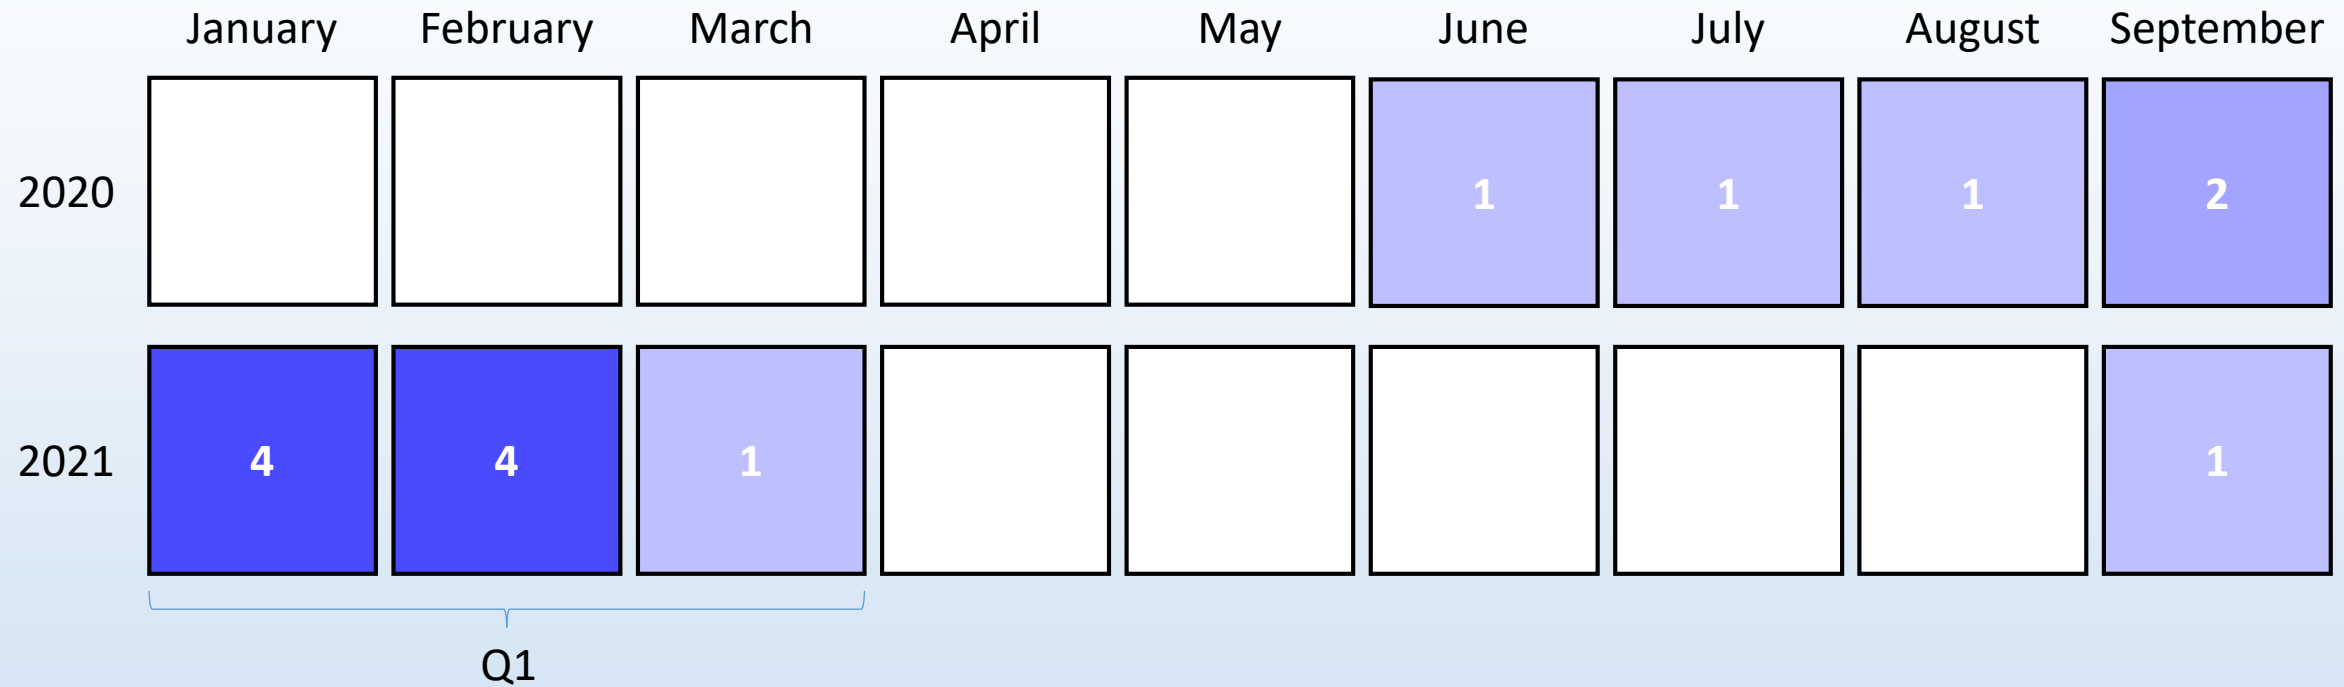 January February March April May June July August September
2020 1 1 1 2
2021 4 4 1 1
Q1